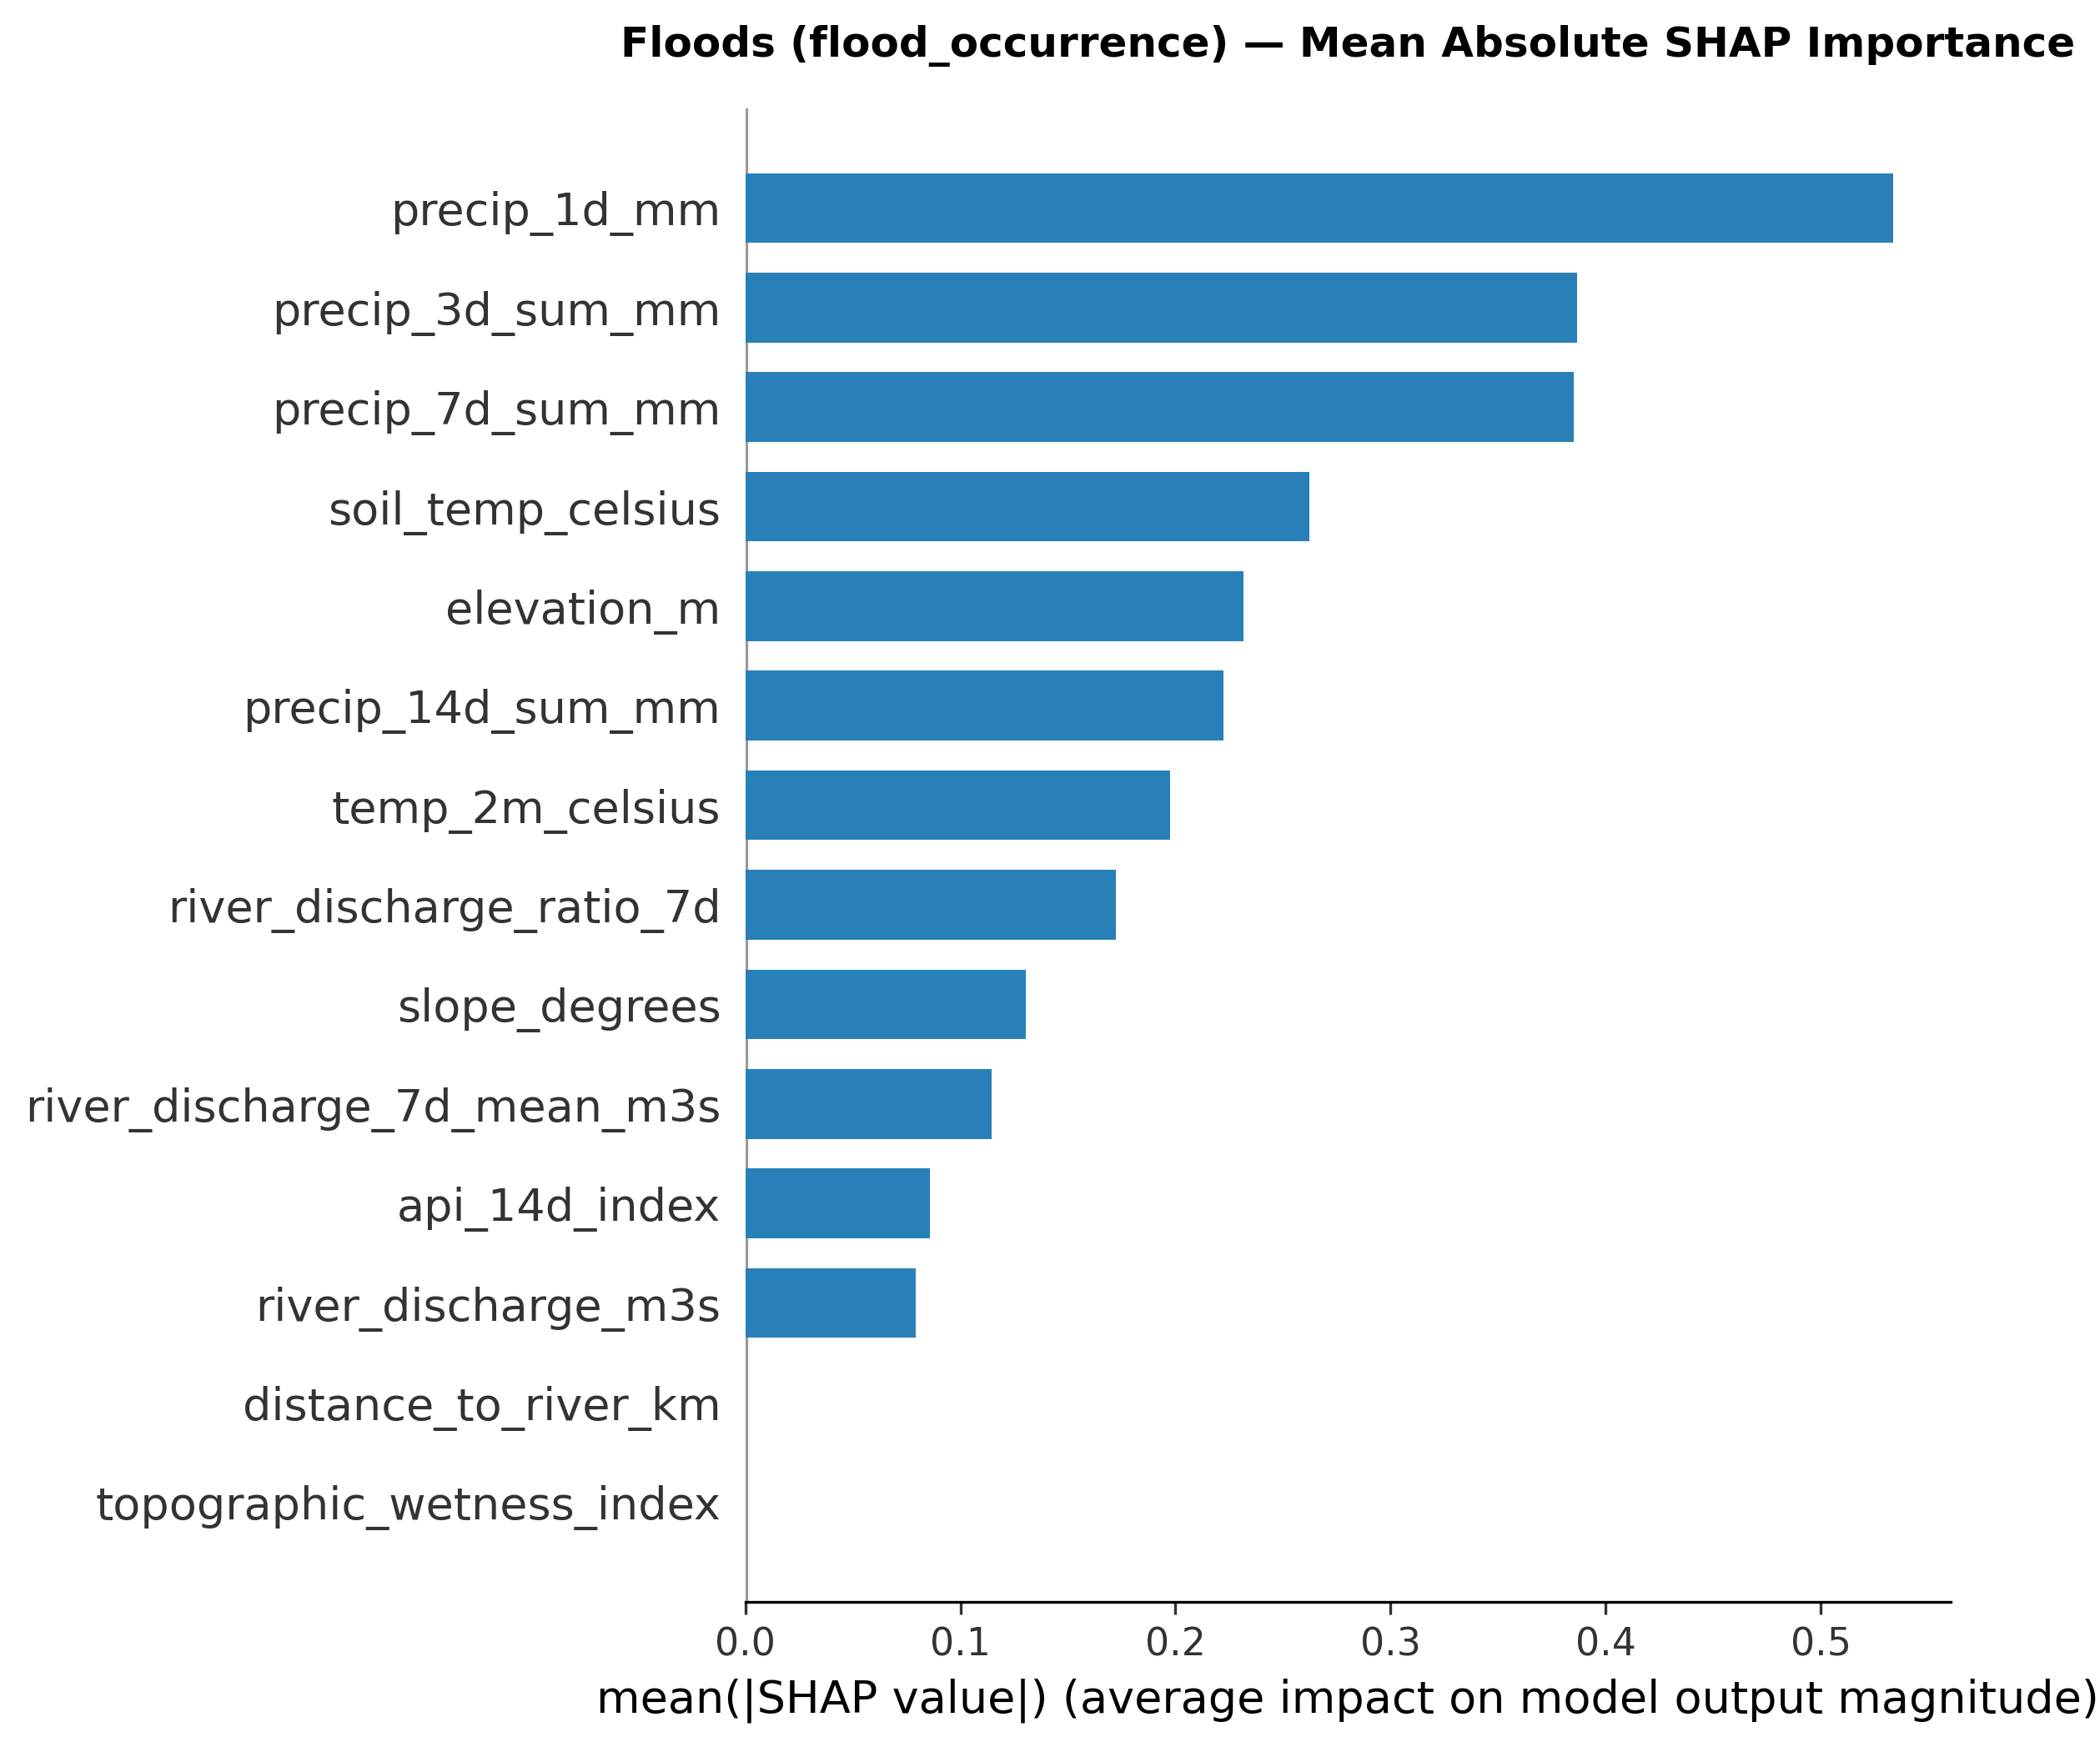 Floods (flood_occurrence) — Mean Absolute SHAP Importance
precip_1d_mm
precip_3d_sum_mm
precip_7d_sum_mm
soil_temp_celsius
elevation_m
precip_14d_sum_mm
temp_2m_celsius
river_discharge_ratio_7d
slope_degrees
river_discharge_7d_mean_m3s
api_14d_index
river_discharge_m3s
distance_to_river_km
topographic_wetness_index
0.0 0.1 0.2 0.3 0.4 0.5
mean(|SHAP value|) (average impact on model output magnitude)